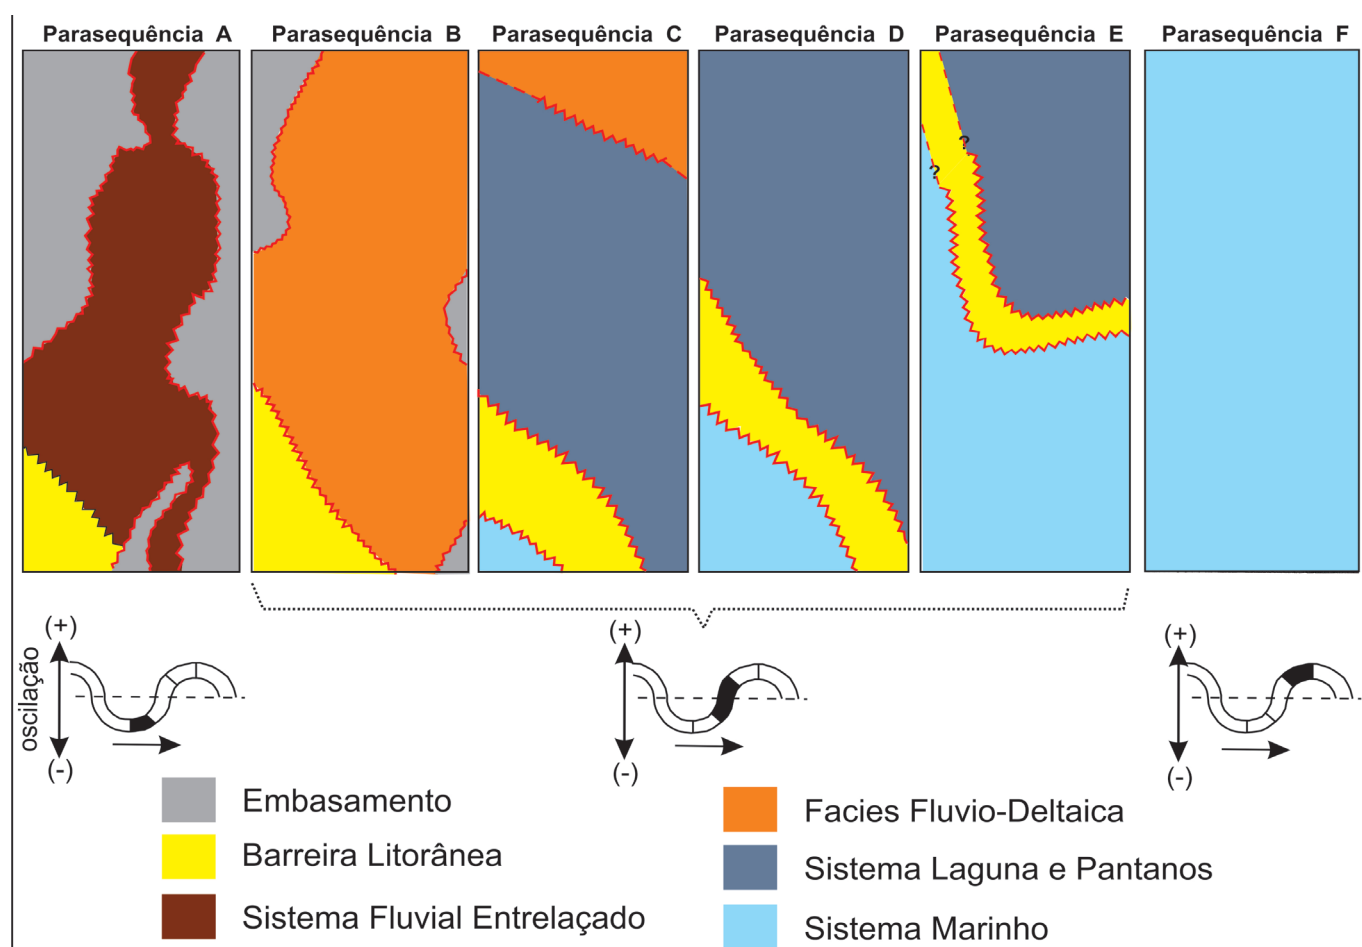 Parasequência A
Parasequência B
Parasequência C
Parasequência D
Parasequência E
Parasequência F
?
?
oscilação
(+)
(-)
(+)
(-)
(+)
(-)
Embasamento
Barreira Litorânea
Sistema Fluvial Entrelaçado
Facies Fluvio-Deltaica
Sistema Laguna e Pantanos
Sistema Marinho